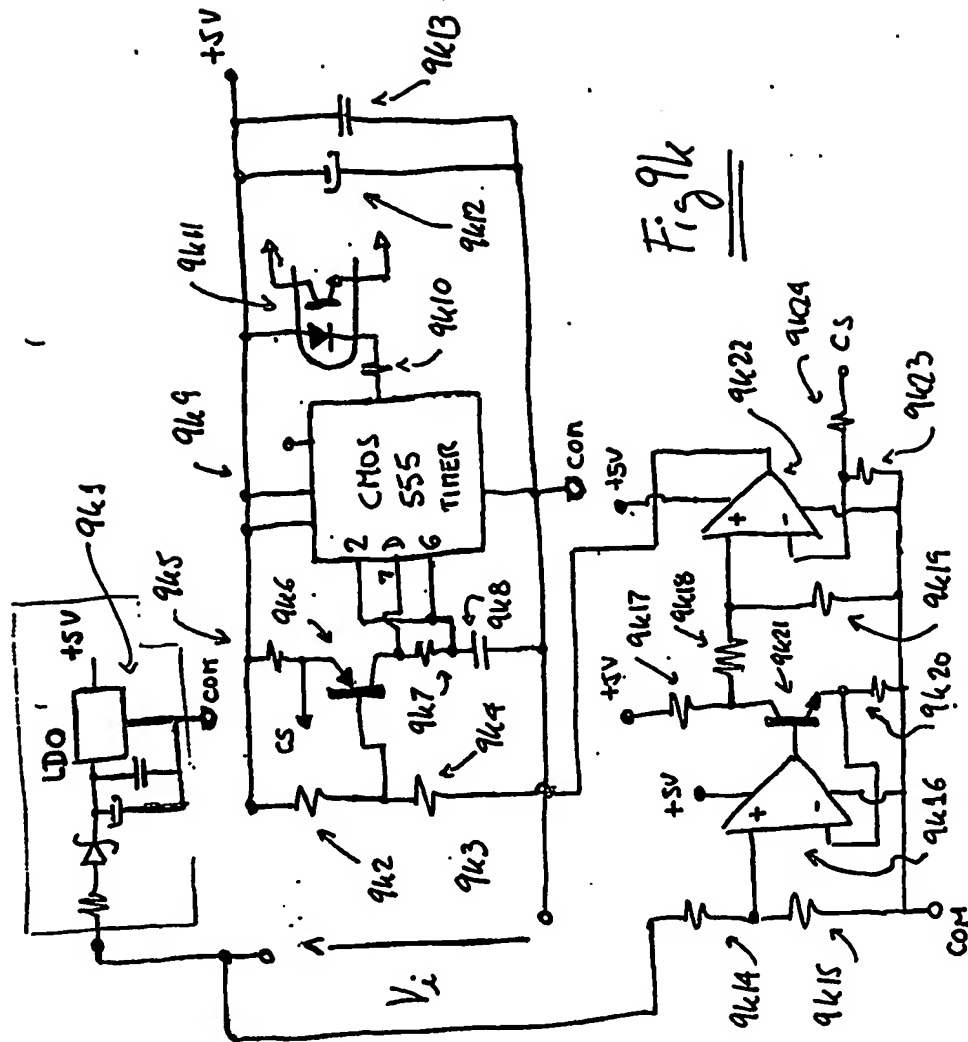 9k1
+5V
LDO
COM
9k5
9k9
9k11
+5V
9k6
9k13
CS
2
D
7
6
CMOS
555
TIMER
9k10
9k12
9k7
9k8
9k4
9k2
9k3
COM
Vi
Fig 9k
9k14
9k15
+5V
9k16
COM
+5V
9k17
9k18
9k21
9k20
9k19
+5V
9k22
9k24
CS
9k23
+
-
+
-